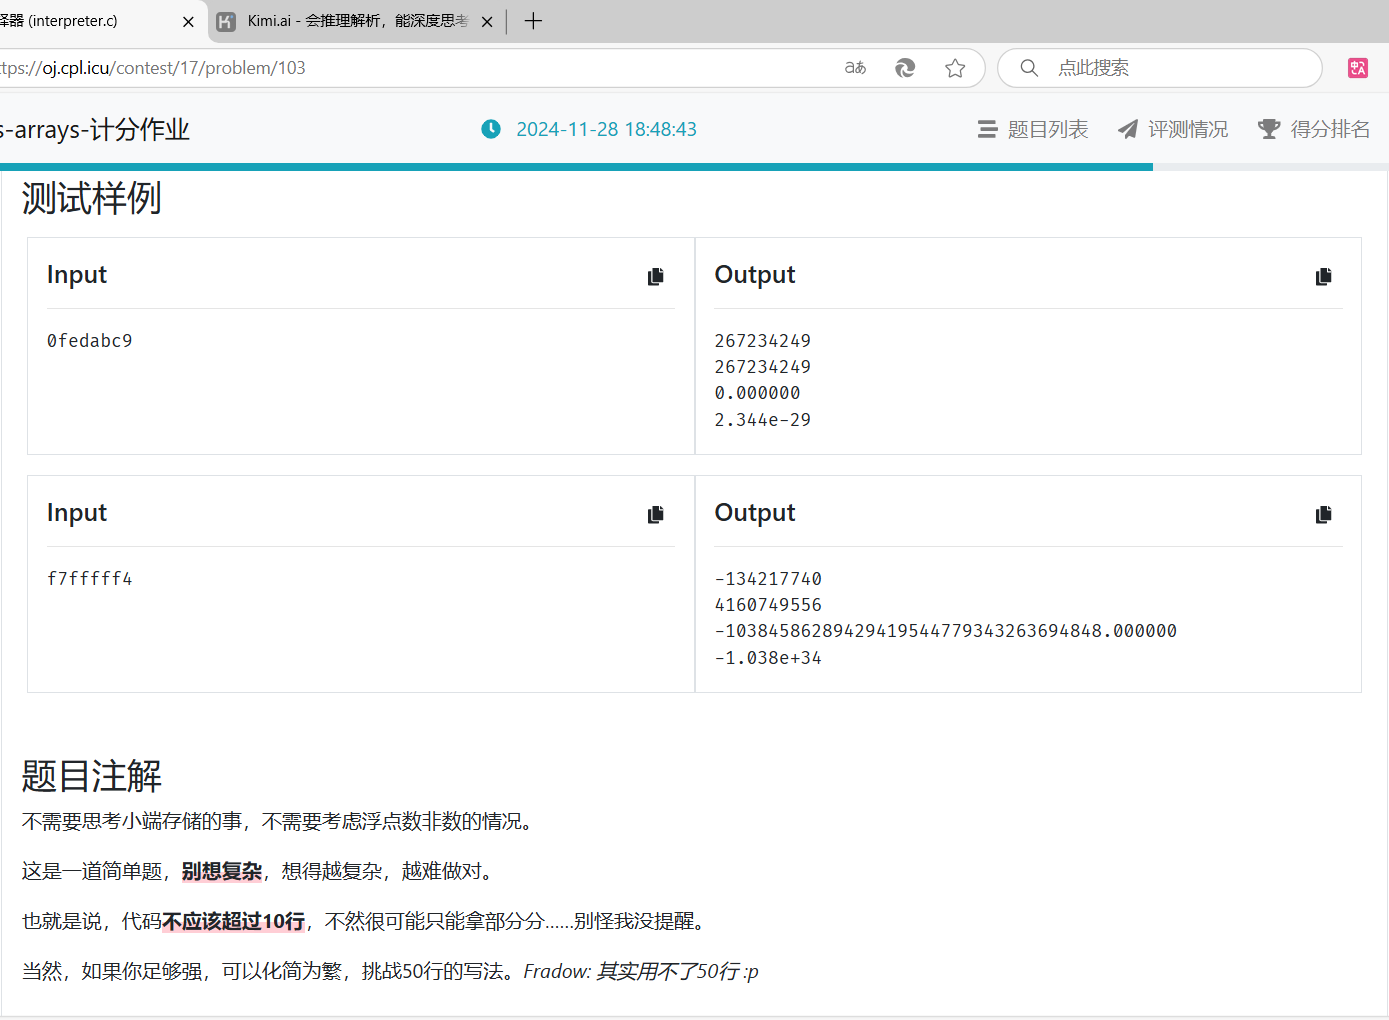 译器 (interpreter.c)
Kimi.ai - 会推理解析，能深度思考
ttps://oj.cpl.icu/contest/17/problem/103
点此搜索
s-arrays-计分作业
2024-11-28 18:48:43
题目列表
评测情况
得分排名
测试样例
Input
Output
0fedabc9
267234249
267234249
0.000000
2.344e-29
Input
Output
f7fffff4
-134217740
4160749556
-10384586289429419544779343263694848.000000
-1.038e+34
题目注解
不需要思考小端存储的事，不需要考虑浮点数非数的情况。
这是一道简单题，别想复杂，想得越复杂，越难做对。
也就是说，代码不应该超过10行，不然很可能只能拿部分分......别怪我没提醒。
当然，如果你足够强，可以化简为繁，挑战50行的写法。Fradow: 其实用不了50行 :p